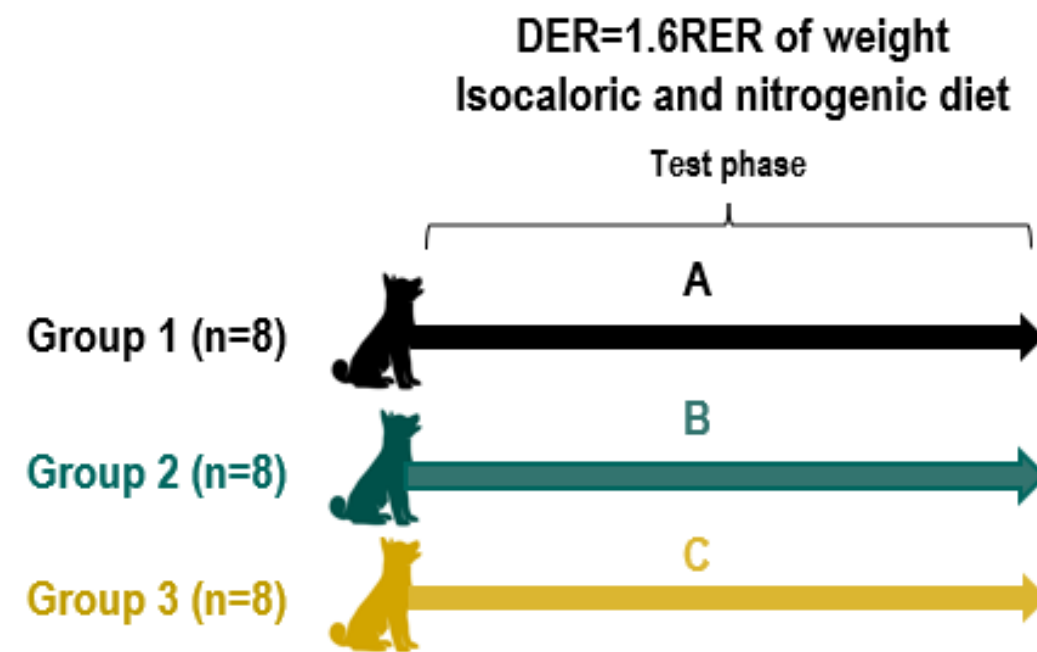 DER=1.6RER of weight
Isocaloric and nitrogenic diet
Test phase
A
Group 1 (n=8)
B
Group 2 (n=8)
C
Group 3 (n=8)